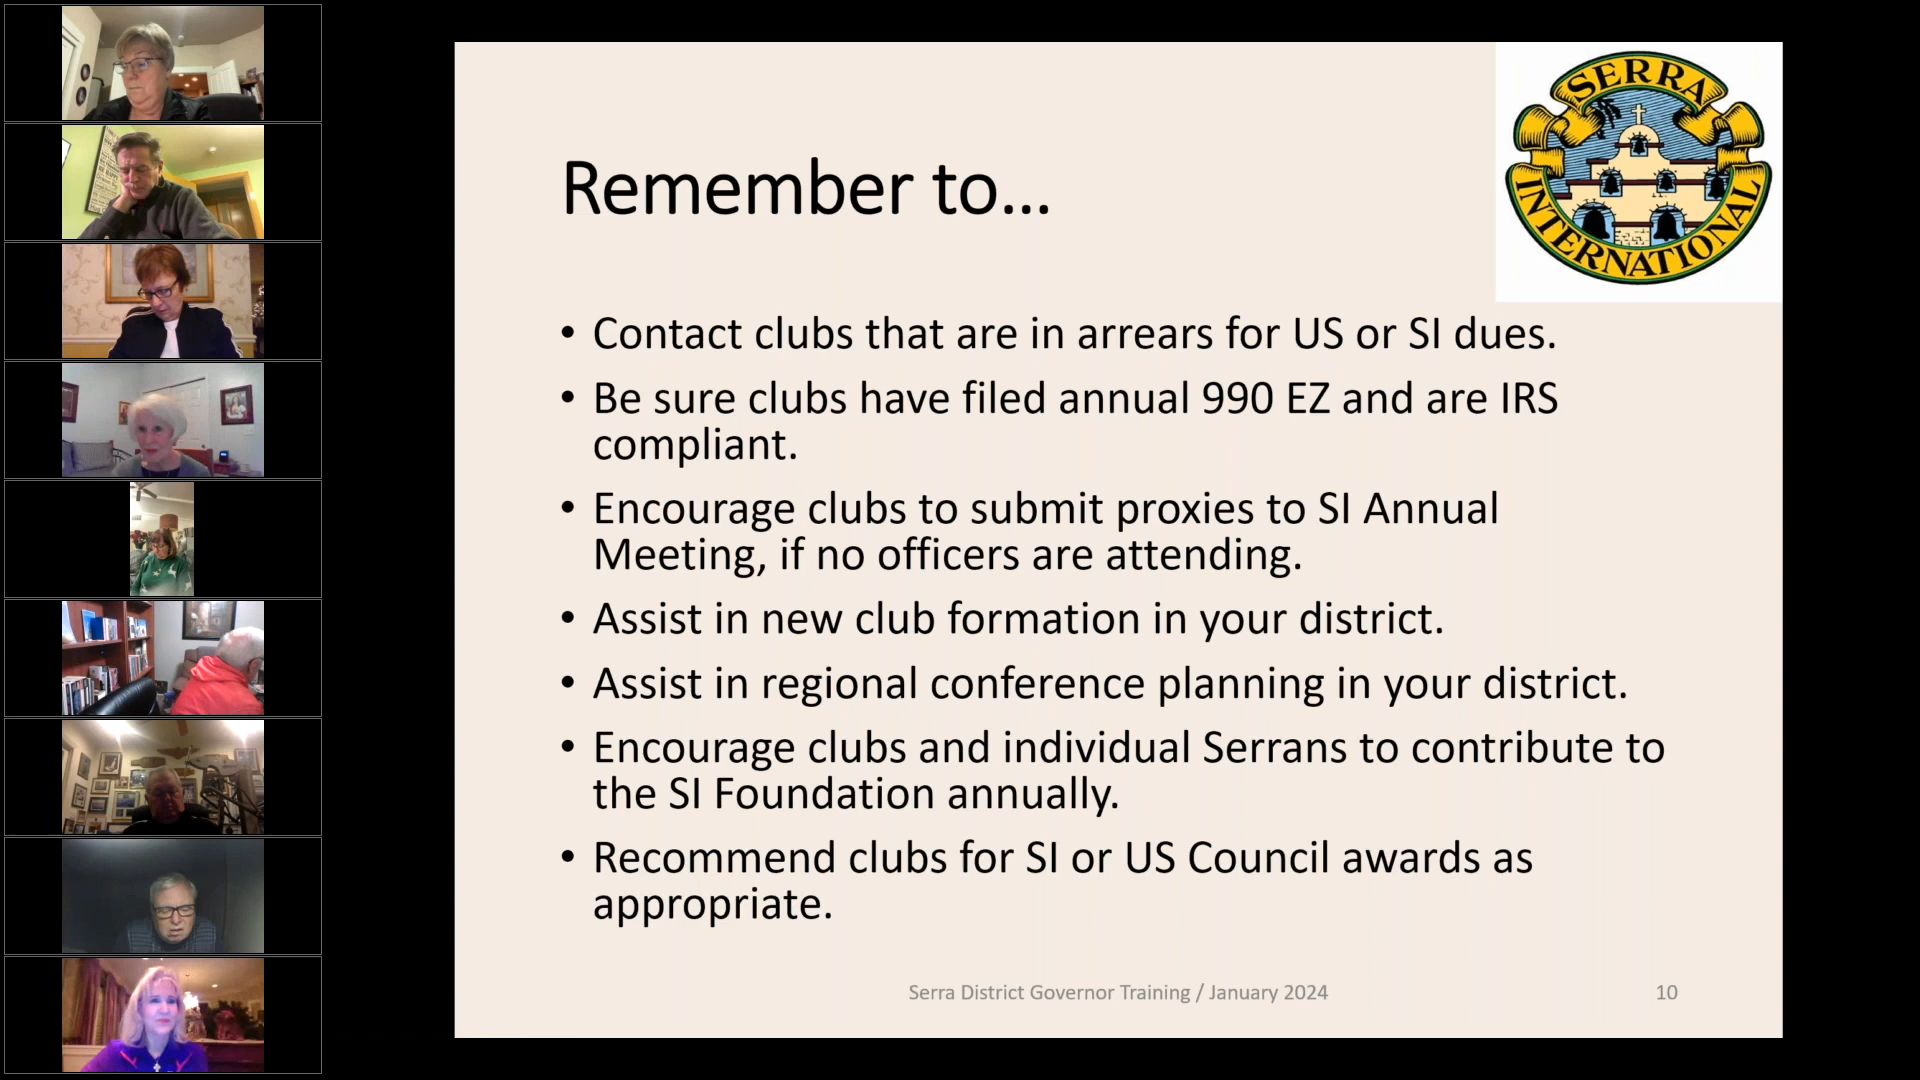 SERRA
INTERNATIONAL
Remember to...
• Contact clubs that are in arrears for US or SI dues.
• Be sure clubs have filed annual 990 EZ and are IRS
compliant.
• Encourage clubs to submit proxies to SI Annual
Meeting, if no officers are attending.
• Assist in new club formation in your district.
• Assist in regional conference planning in your district.
• Encourage clubs and individual Serrans to contribute to
the SI Foundation annually.
• Recommend clubs for SI or US Council awards as
appropriate.
Serra District Governor Training / January 2024
10